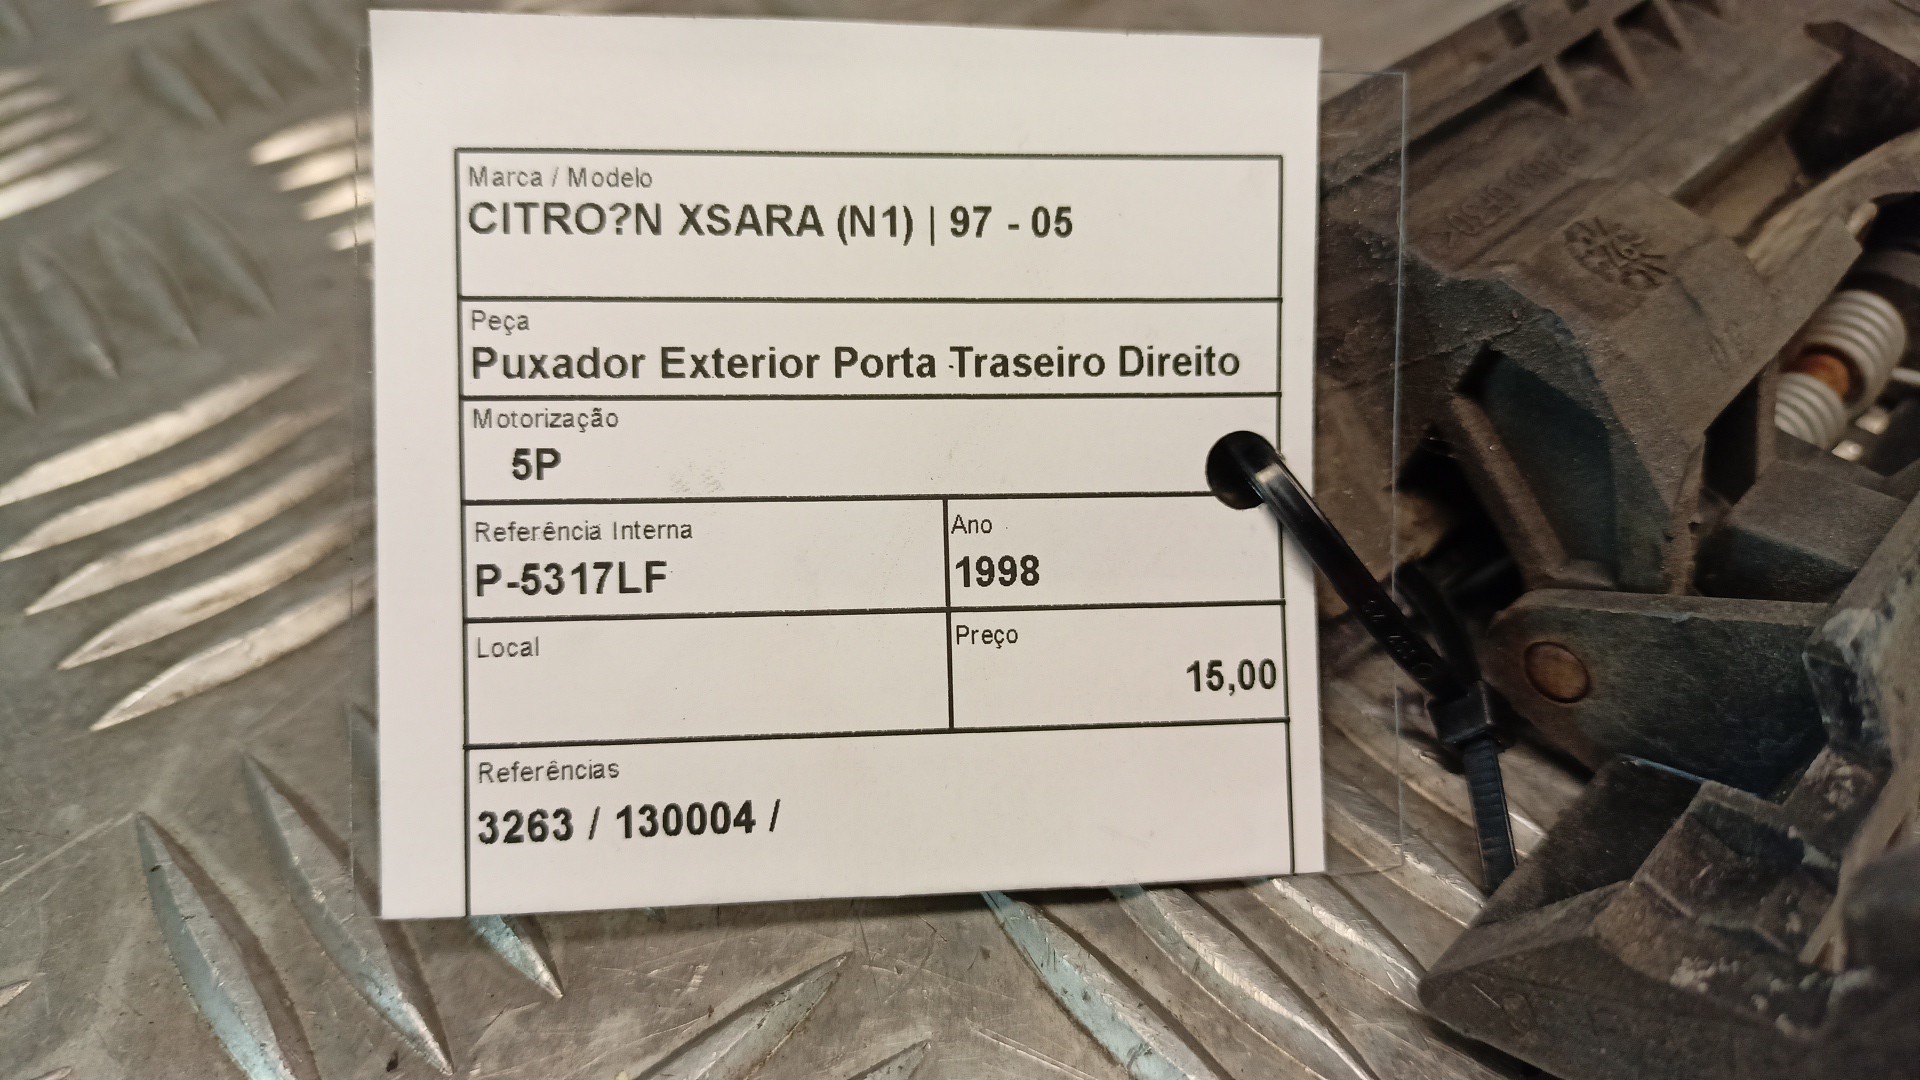 Marca / Modelo
CITRO?N XSARA (N1) | 97 - 05
Peça
Puxador Exterior Porta Traseiro Direito
Motorização
5P
Referência Interna
P-5317LF
Ano
1998
Local
Preço
15,00
Referências
3263 / 130004 /